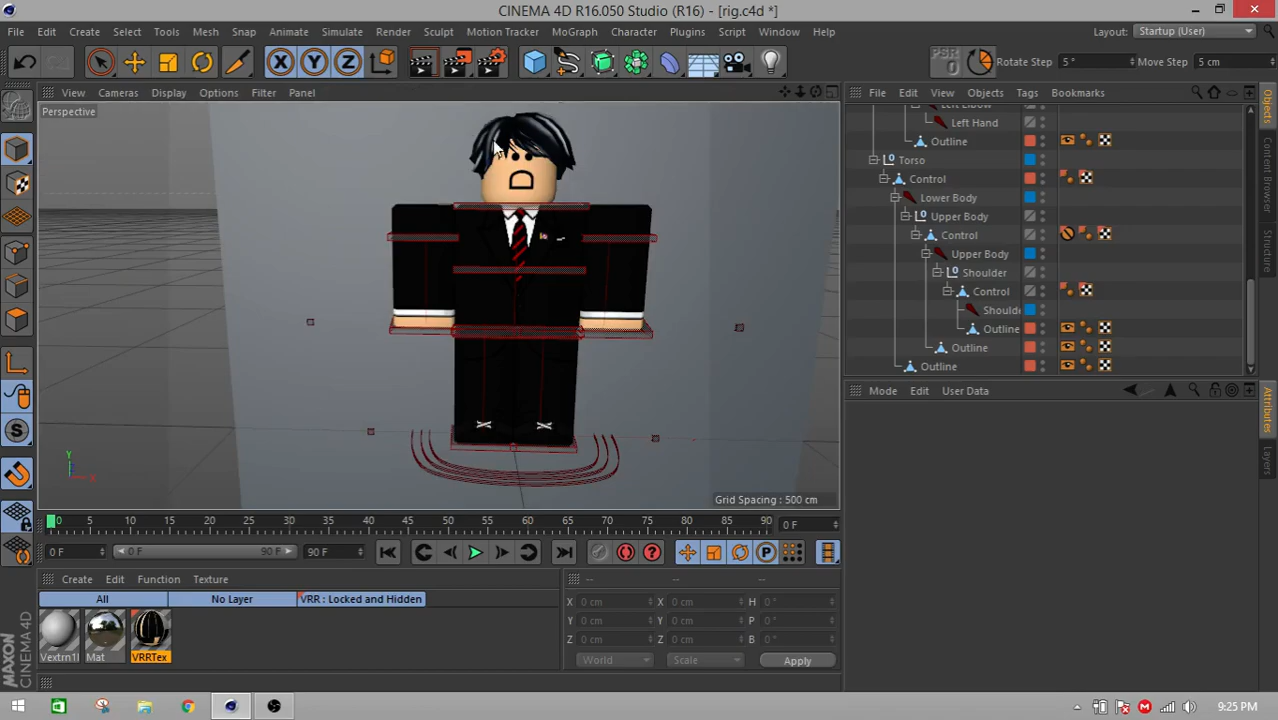 CINEMA 4D R16.050 Studio (R16) - [rig.c4d *]
File Edit Create Select Tools Mesh Snap Animate Simulate Render Sculpt Motion Tracker MoGraph Character Plugins Script Window Help Layout: Startup (User)
X Y Z PSR 0 Rotate Step 5 ° Move Step 5 cm
View Cameras Display Options Filter Panel
File Edit View Objects Tags Bookmarks
Perspective
Left Elbow
Left Hand
Outline
Torso
Control
Lower Body
Upper Body
Control
Upper Body
Shoulder
Control
Should
Outline
Outline
Outline
Objects
Content Browser
Structure
Mode Edit User Data
Attributes
Layers
Y
X
Grid Spacing : 500 cm
0 5 10 15 20 25 30 35 40 45 50 55 60 65 70 75 80 85 90 0 F
0 F 0 F 90 F 90 F
Create Edit Function Texture
All No Layer VRR : Locked and Hidden
Vextrn1l Mat VRRTex
-- -- --
X 0 cm X 0 cm H 0 °
Y 0 cm Y 0 cm P 0 °
Z 0 cm Z 0 cm B 0 °
World Scale Apply
MAXON
CINEMA 4D
9:25 PM